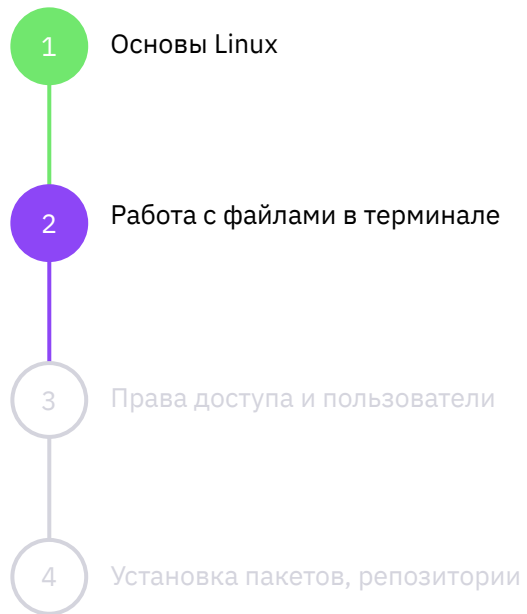 1 Основы Linux
2 Работа с файлами в терминале
3 Права доступа и пользователи
4 Установка пакетов, репозитории